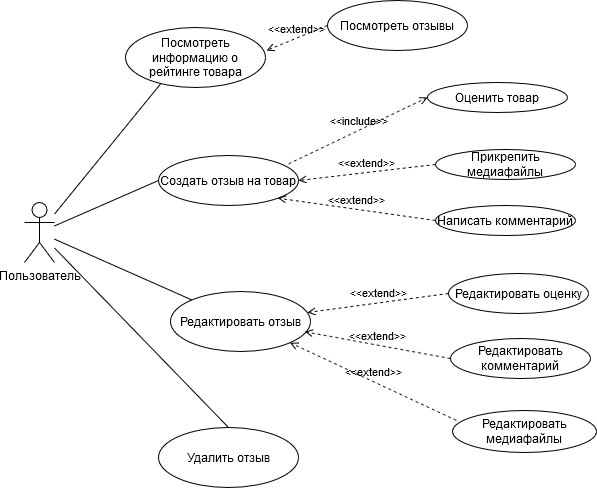 Посмотреть
информацию о
рейтинге товара
<<extend>>
Посмотреть отзывы
Оценить товар
<<include>>
Создать отзыв на товар
<<extend>>
Прикрепить
медиафайлы
<<extend>>
Написать комментарий
Пользователь
<<extend>>
Редактировать оценку
Редактировать отзыв
<<extend>>
Редактировать
комментарий
<<extend>>
Редактировать
медиафайлы
Удалить отзыв